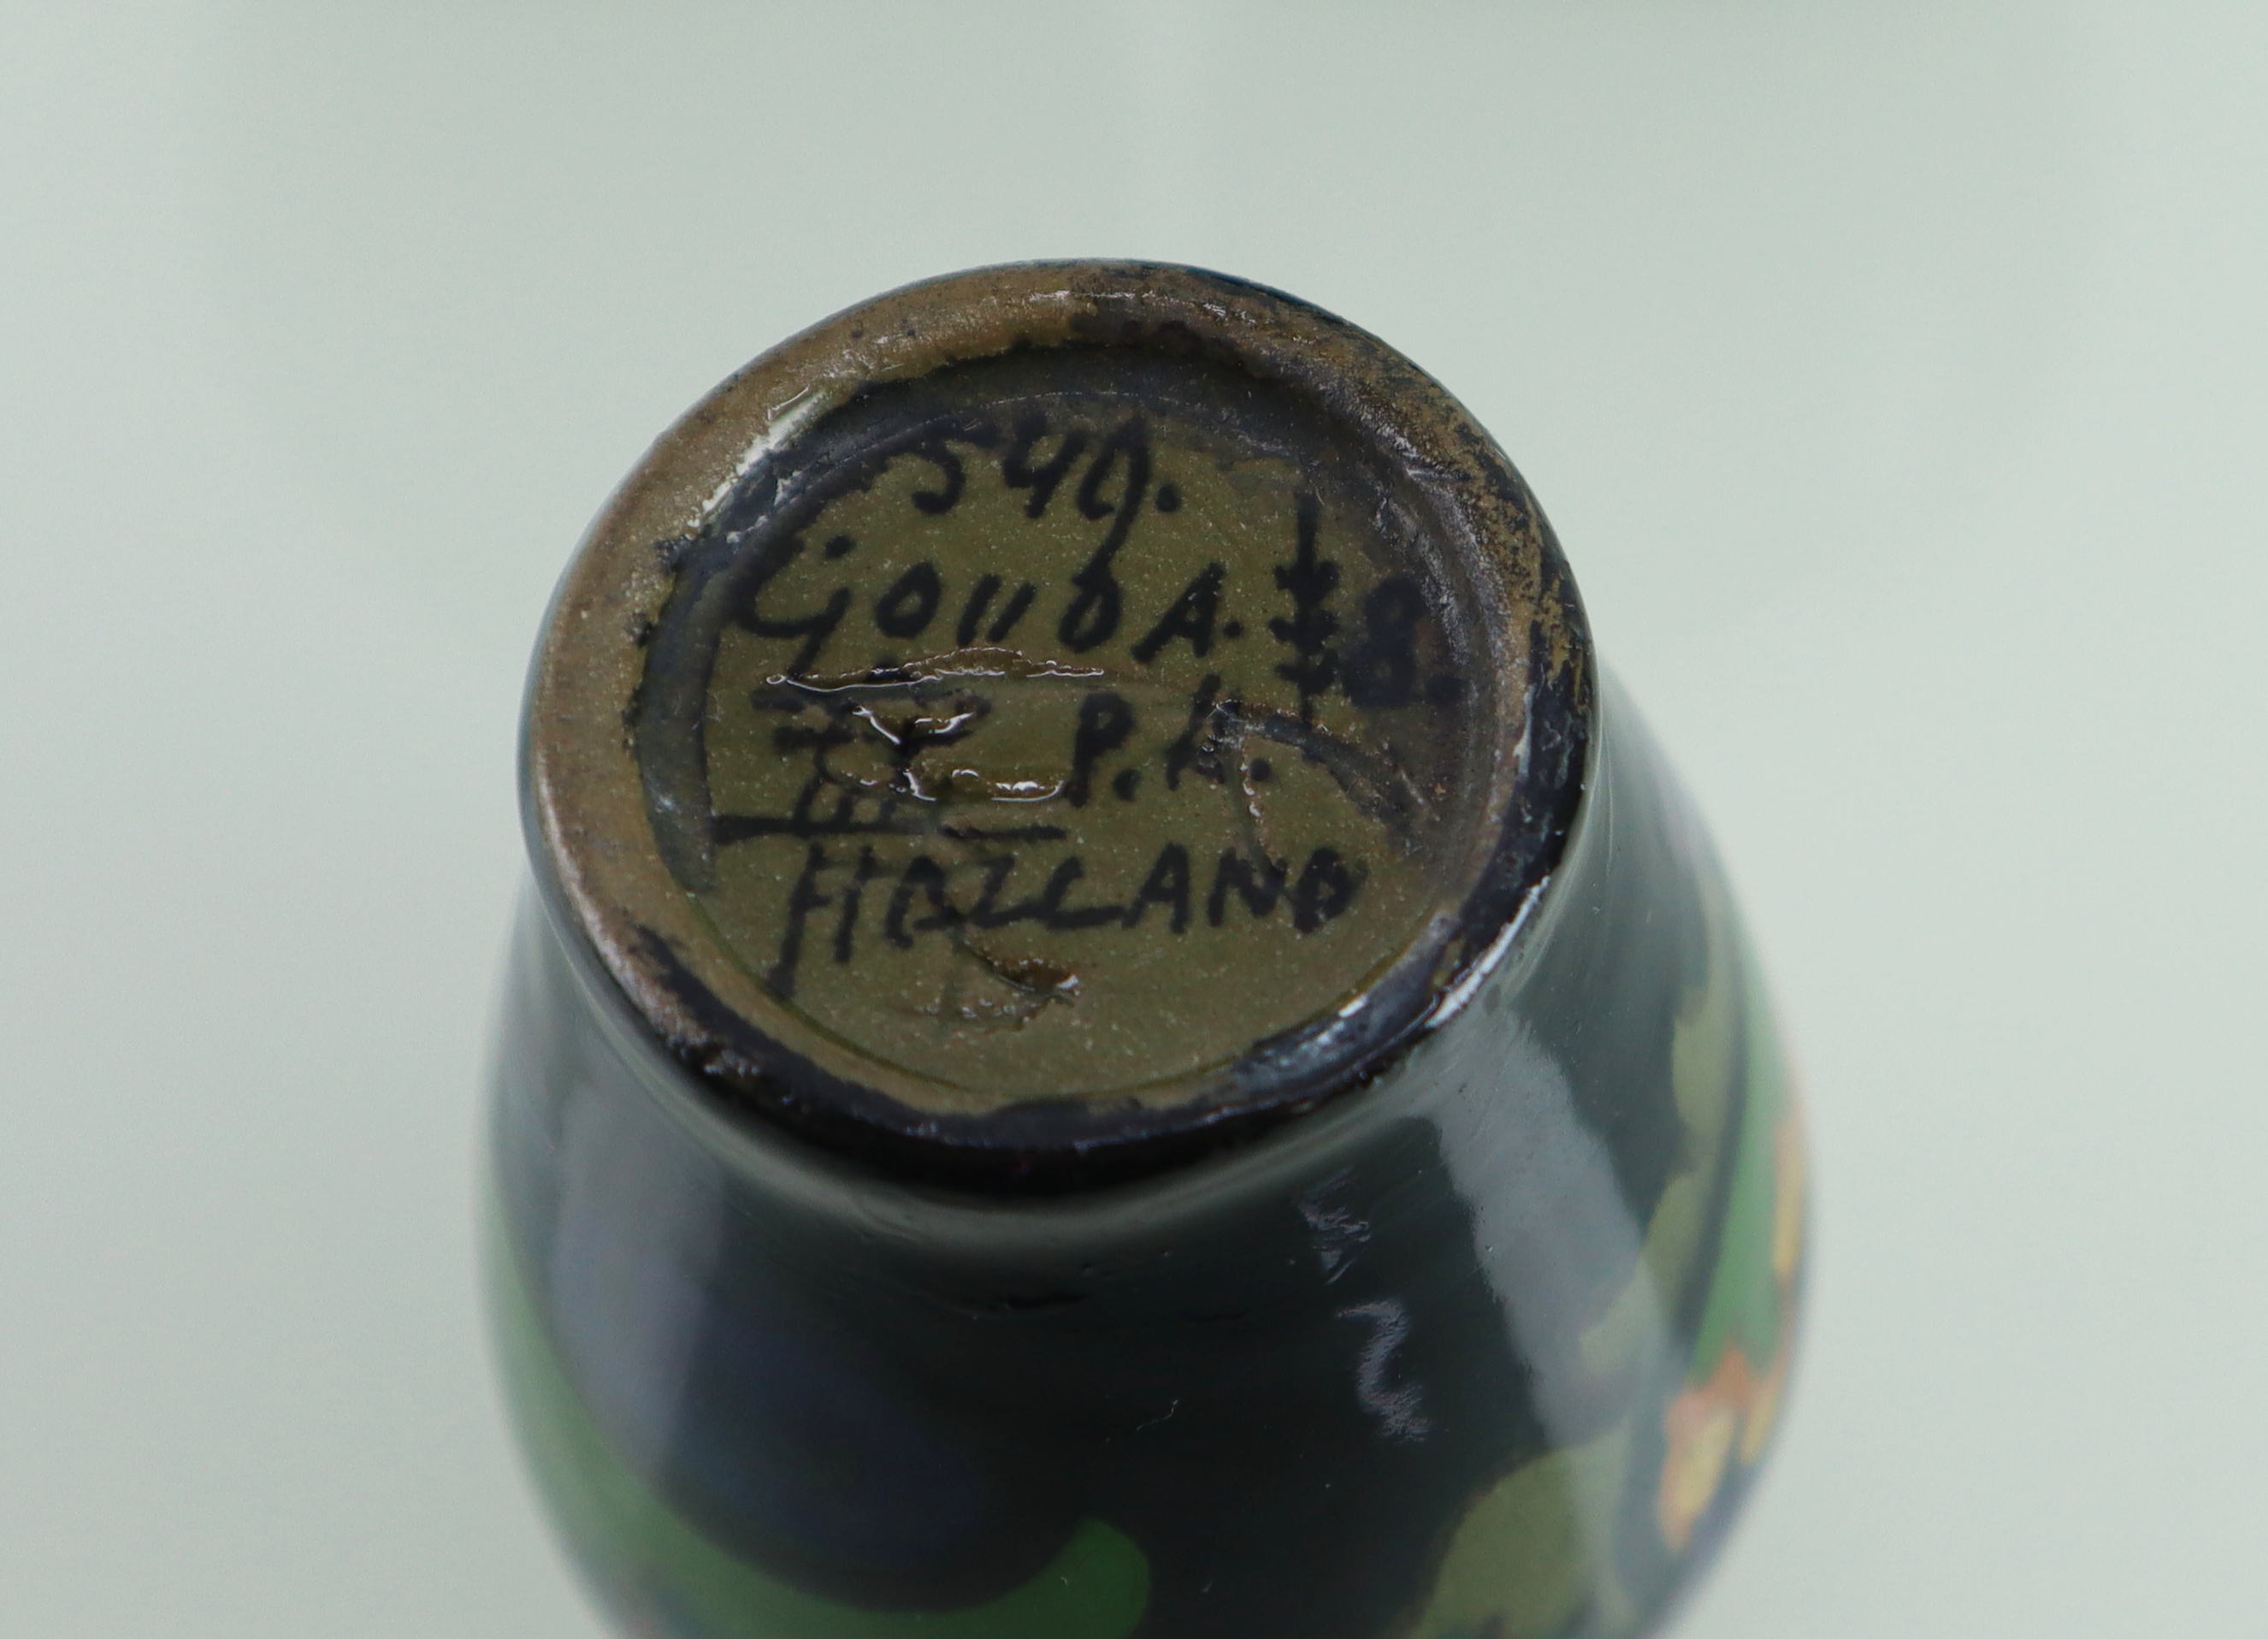 549.
GOUDA. 8.
P.h.
HOLLAND